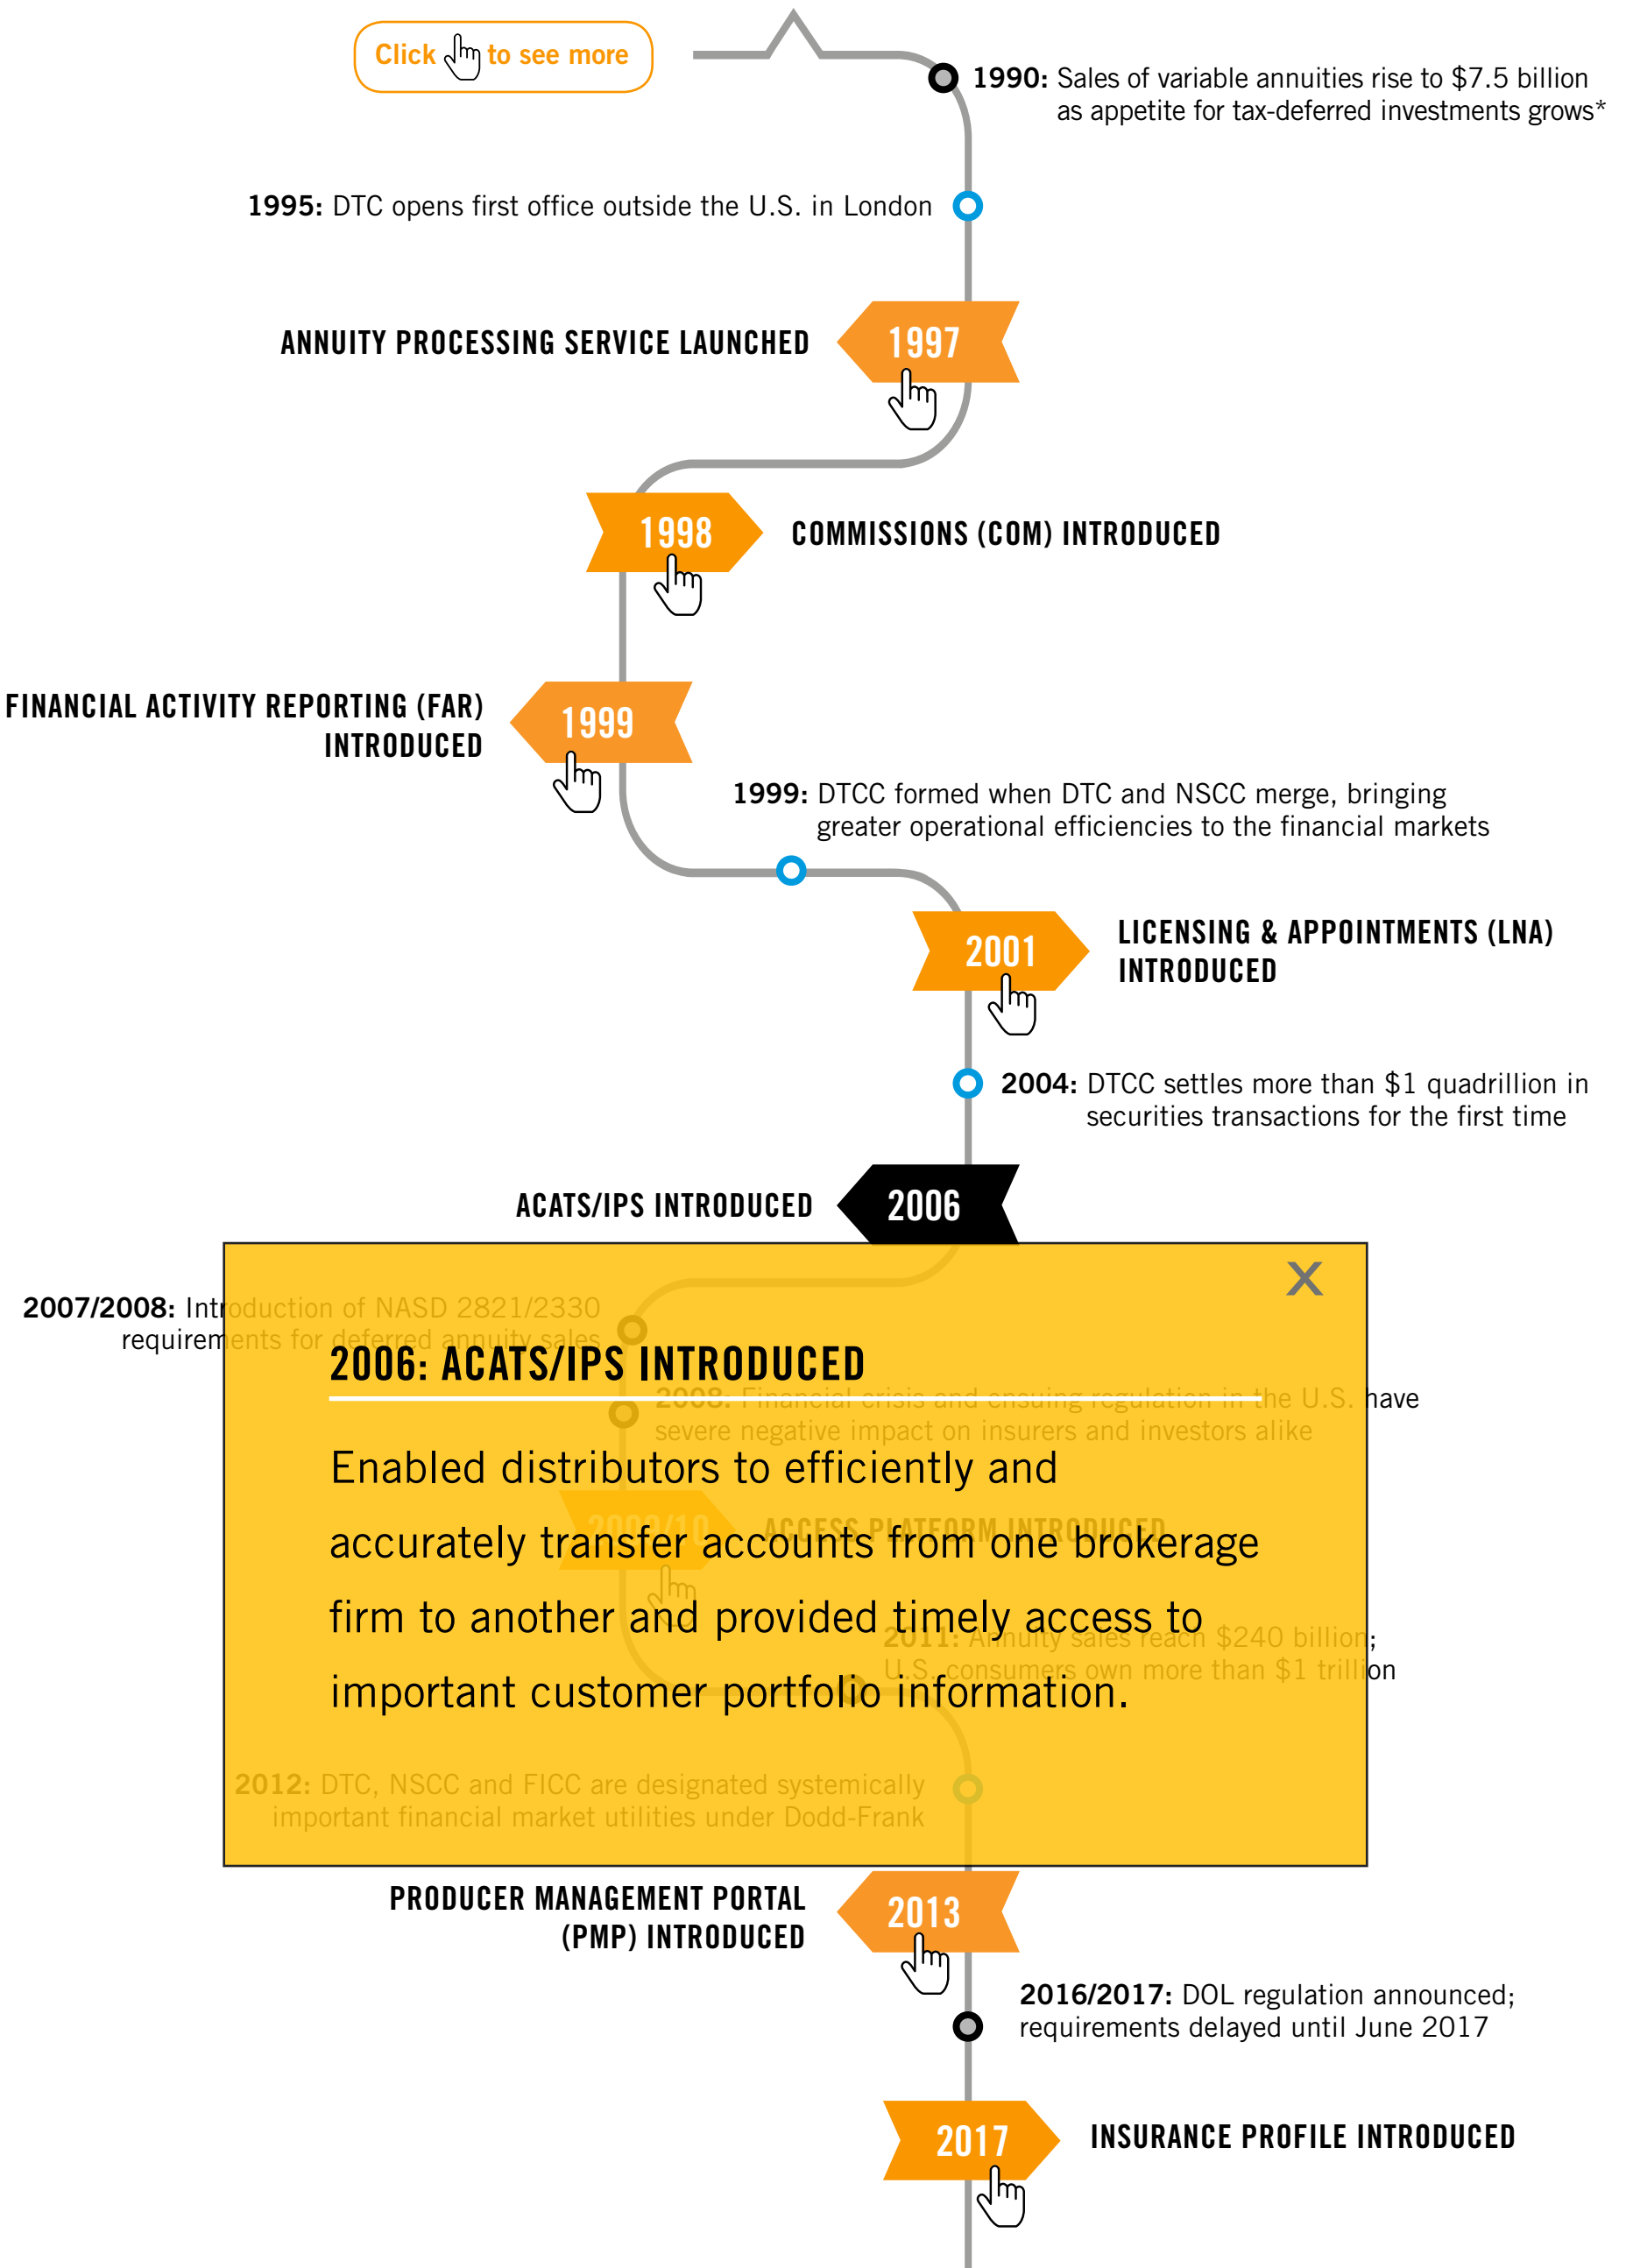 Click to see more
1990: Sales of variable annuities rise to $7.5 billion
as appetite for tax-deferred investments grows*
1995: DTC opens first office outside the U.S. in London
ANNUITY PROCESSING SERVICE LAUNCHED
1997
1998
COMMISSIONS (COM) INTRODUCED
FINANCIAL ACTIVITY REPORTING (FAR)
INTRODUCED
1999
1999: DTCC formed when DTC and NSCC merge, bringing
greater operational efficiencies to the financial markets
2001
LICENSING & APPOINTMENTS (LNA)
INTRODUCED
2004: DTCC settles more than $1 quadrillion in
securities transactions for the first time
ACATS/IPS INTRODUCED
2006
X
2007/2008: Introduction of NASD 2821/2330
requirements for deferred annuity sales
2006: ACATS/IPS INTRODUCED
2008: Financial crisis and ensuing regulation in the U.S. have
severe negative impact on insurers and investors alike
Enabled distributors to efficiently and
2009/10
ACCESS PLATFORM INTRODUCED
accurately transfer accounts from one brokerage
firm to another and provided timely access to
2011: Annuity sales reach $240 billion;
U.S. consumers own more than $1 trillion
important customer portfolio information.
2012: DTC, NSCC and FICC are designated systemically
important financial market utilities under Dodd-Frank
PRODUCER MANAGEMENT PORTAL
(PMP) INTRODUCED
2013
2016/2017: DOL regulation announced;
requirements delayed until June 2017
2017
INSURANCE PROFILE INTRODUCED